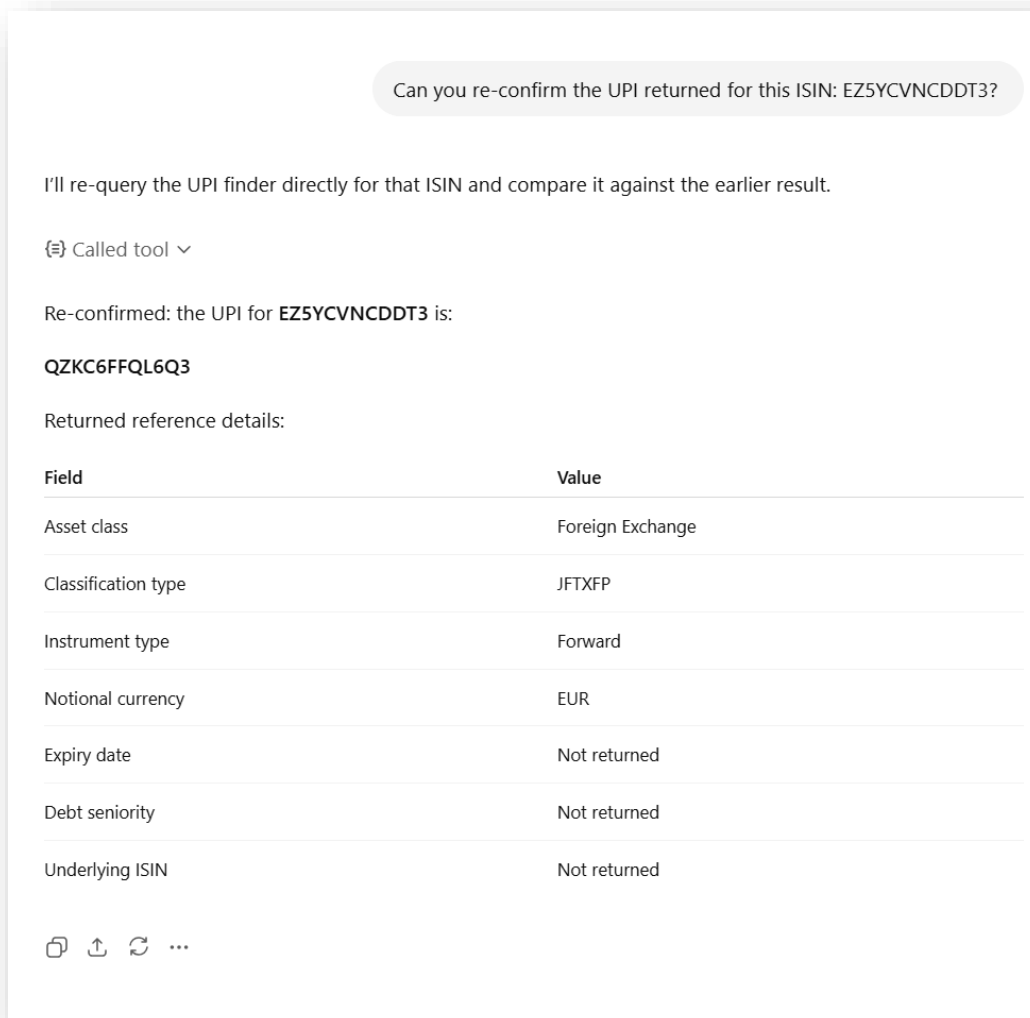 Can you re-confirm the UPI returned for this ISIN: EZ5YCVNCDDT3?
I'll re-query the UPI finder directly for that ISIN and compare it against the earlier result.
Called tool
Re-confirmed: the UPI for EZ5YCVNCDDT3 is:
QZKC6FFQL6Q3
Returned reference details:
Field Value
Asset class Foreign Exchange
Classification type JFTXFP
Instrument type Forward
Notional currency EUR
Expiry date Not returned
Debt seniority Not returned
Underlying ISIN Not returned